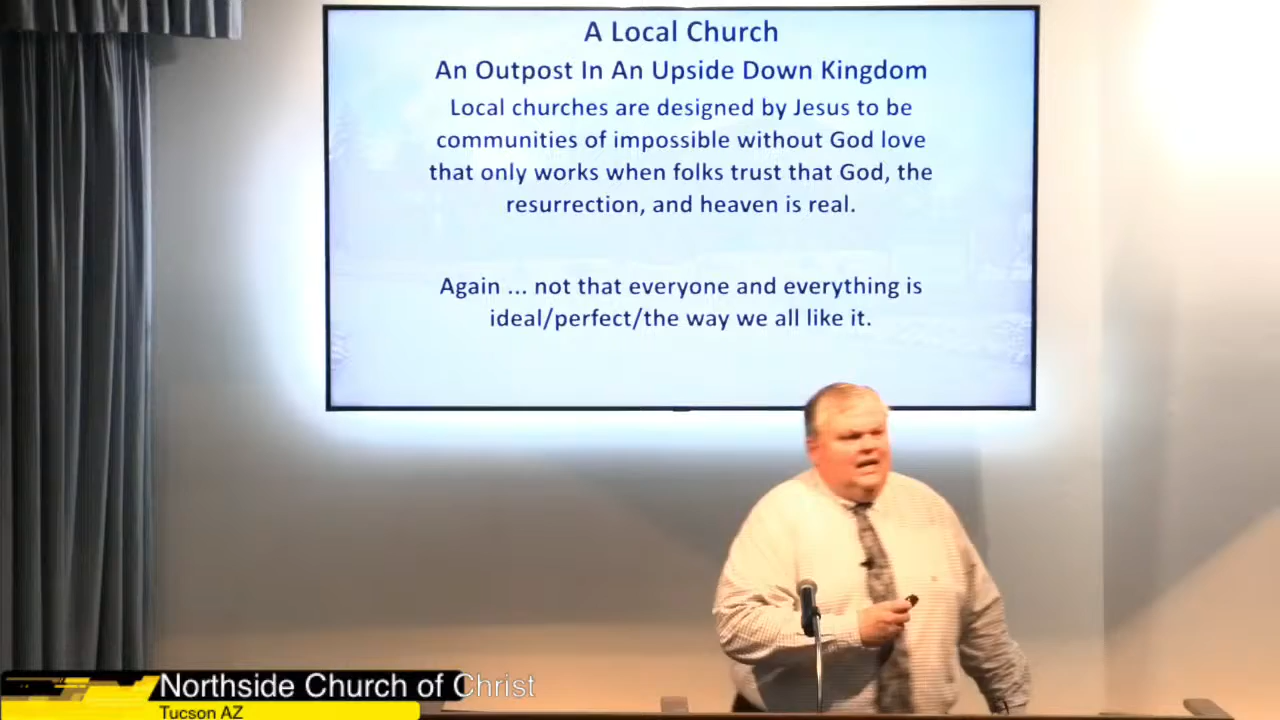 A Local Church
An Outpost In An Upside Down Kingdom
Local churches are designed by Jesus to be
communities of impossible without God love
that only works when folks trust that God, the
resurrection, and heaven is real.
Again ... not that everyone and everything is
ideal/perfect/the way we all like it.
Northside Church of Christ
Tucson AZ